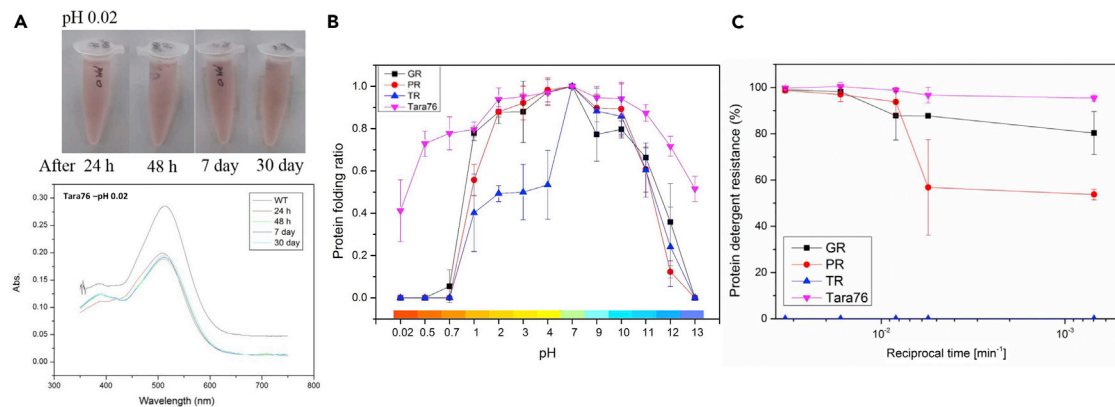 A
pH 0.02
After 24 h 48 h 7 day 30 day
Tara76 –pH 0.02
WT
24 h
48 h
7 day
30 day
Abs.
0.30
0.25
0.20
0.15
0.10
0.05
0.00
300 400 500 600 700 800
Wavelength (nm)
B
GR
PR
TR
Tara76
Protein folding ratio
1.0
0.8
0.6
0.4
0.2
0.0
0.02 0.5 0.7 1 2 3 4 7 9 10 11 12 13
pH
C
Protein detergent resistance (%)
100
80
60
40
20
0
GR
PR
TR
Tara76
10⁻² 10⁻³
Reciprocal time [min⁻¹]